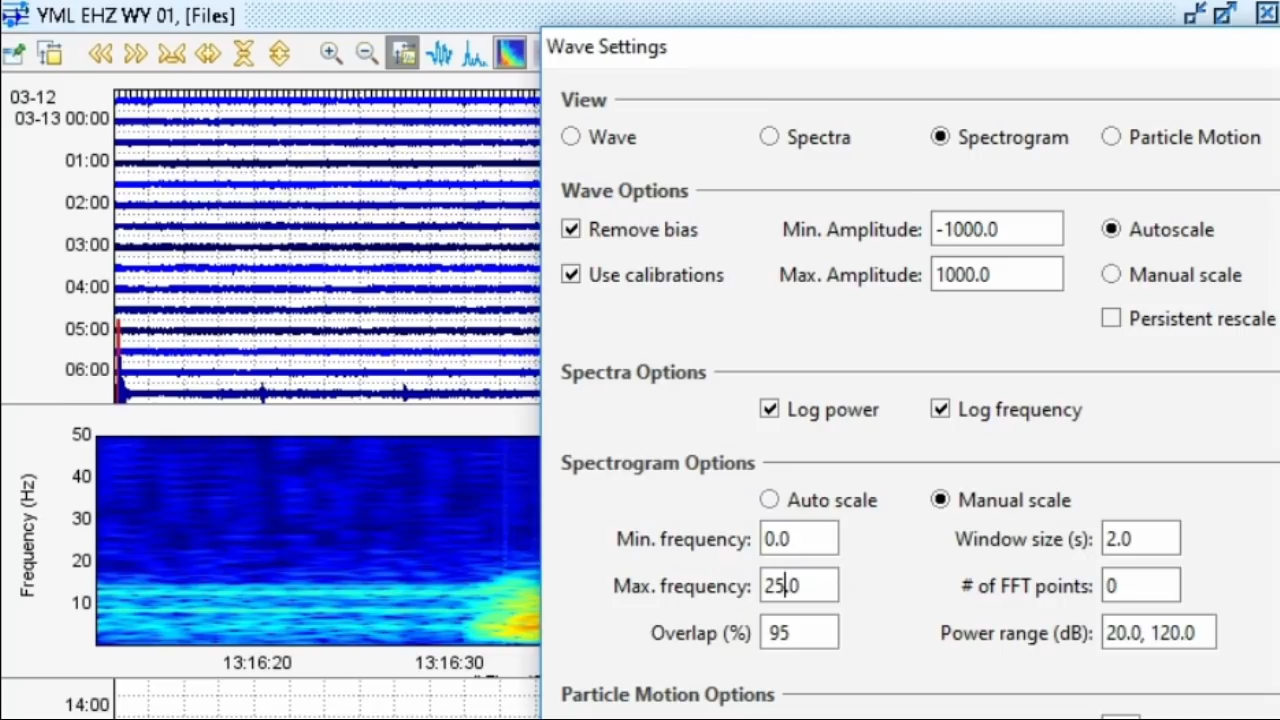 YML EHZ WY 01, [Files]
Wave Settings
View
Wave
Spectra
Spectrogram
Particle Motion
Wave Options
Remove bias
Min. Amplitude: -1000.0
Autoscale
Use calibrations
Max. Amplitude: 1000.0
Manual scale
Persistent rescale
Spectra Options
Log power
Log frequency
Spectrogram Options
Auto scale
Manual scale
Min. frequency: 0.0
Window size (s): 2.0
Max. frequency: 25.0
# of FFT points: 0
Overlap (%) 95
Power range (dB): 20.0, 120.0
Particle Motion Options
03-12
03-13 00:00
01:00
02:00
03:00
04:00
05:00
06:00
Frequency (Hz)
50
40
30
20
10
13:16:20
13:16:30
14:00